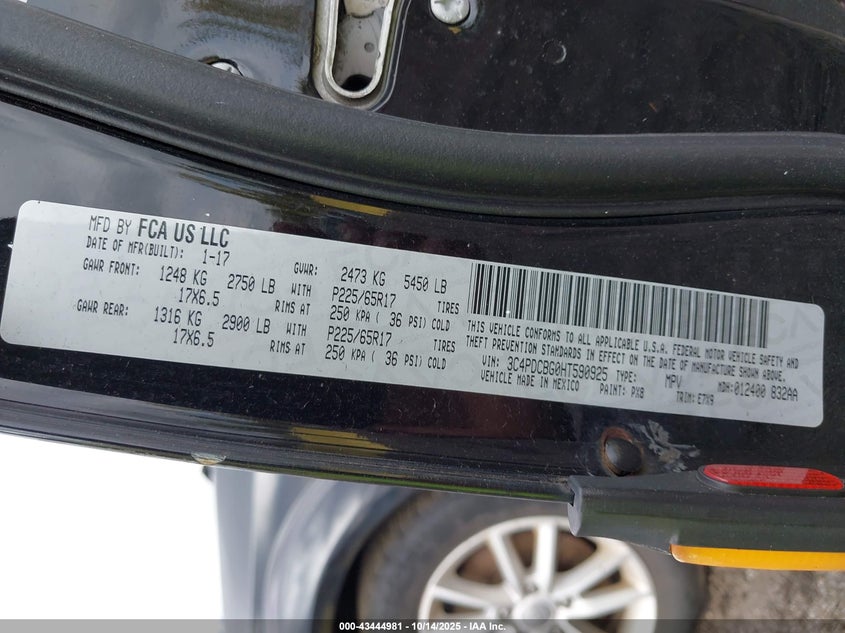 MFD BY FCA US LLC
DATE OF MFR(BUILT): 1-17
GVWR: 2473 KG 5450 LB
GAWR FRONT: 1248 KG 2750 LB WITH P225/65R17 TIRES
17X6.5 RIMS AT 250 KPA ( 36 PSI) COLD
GAWR REAR: 1316 KG 2900 LB WITH P225/65R17 TIRES
17X6.5 RIMS AT 250 KPA ( 36 PSI) COLD
THIS VEHICLE CONFORMS TO ALL APPLICABLE U.S.A. FEDERAL MOTOR VEHICLE SAFETY AND
THEFT PREVENTION STANDARDS IN EFFECT ON THE DATE OF MANUFACTURE SHOWN ABOVE.
VIN: 3C4PDCBG0HT590925 TYPE: MPV MDH: 012400 832AA
VEHICLE MADE IN MEXICO PAINT: PX8 TRIM: E7X9
000-43444981 - 10/14/2025 - IAA Inc.